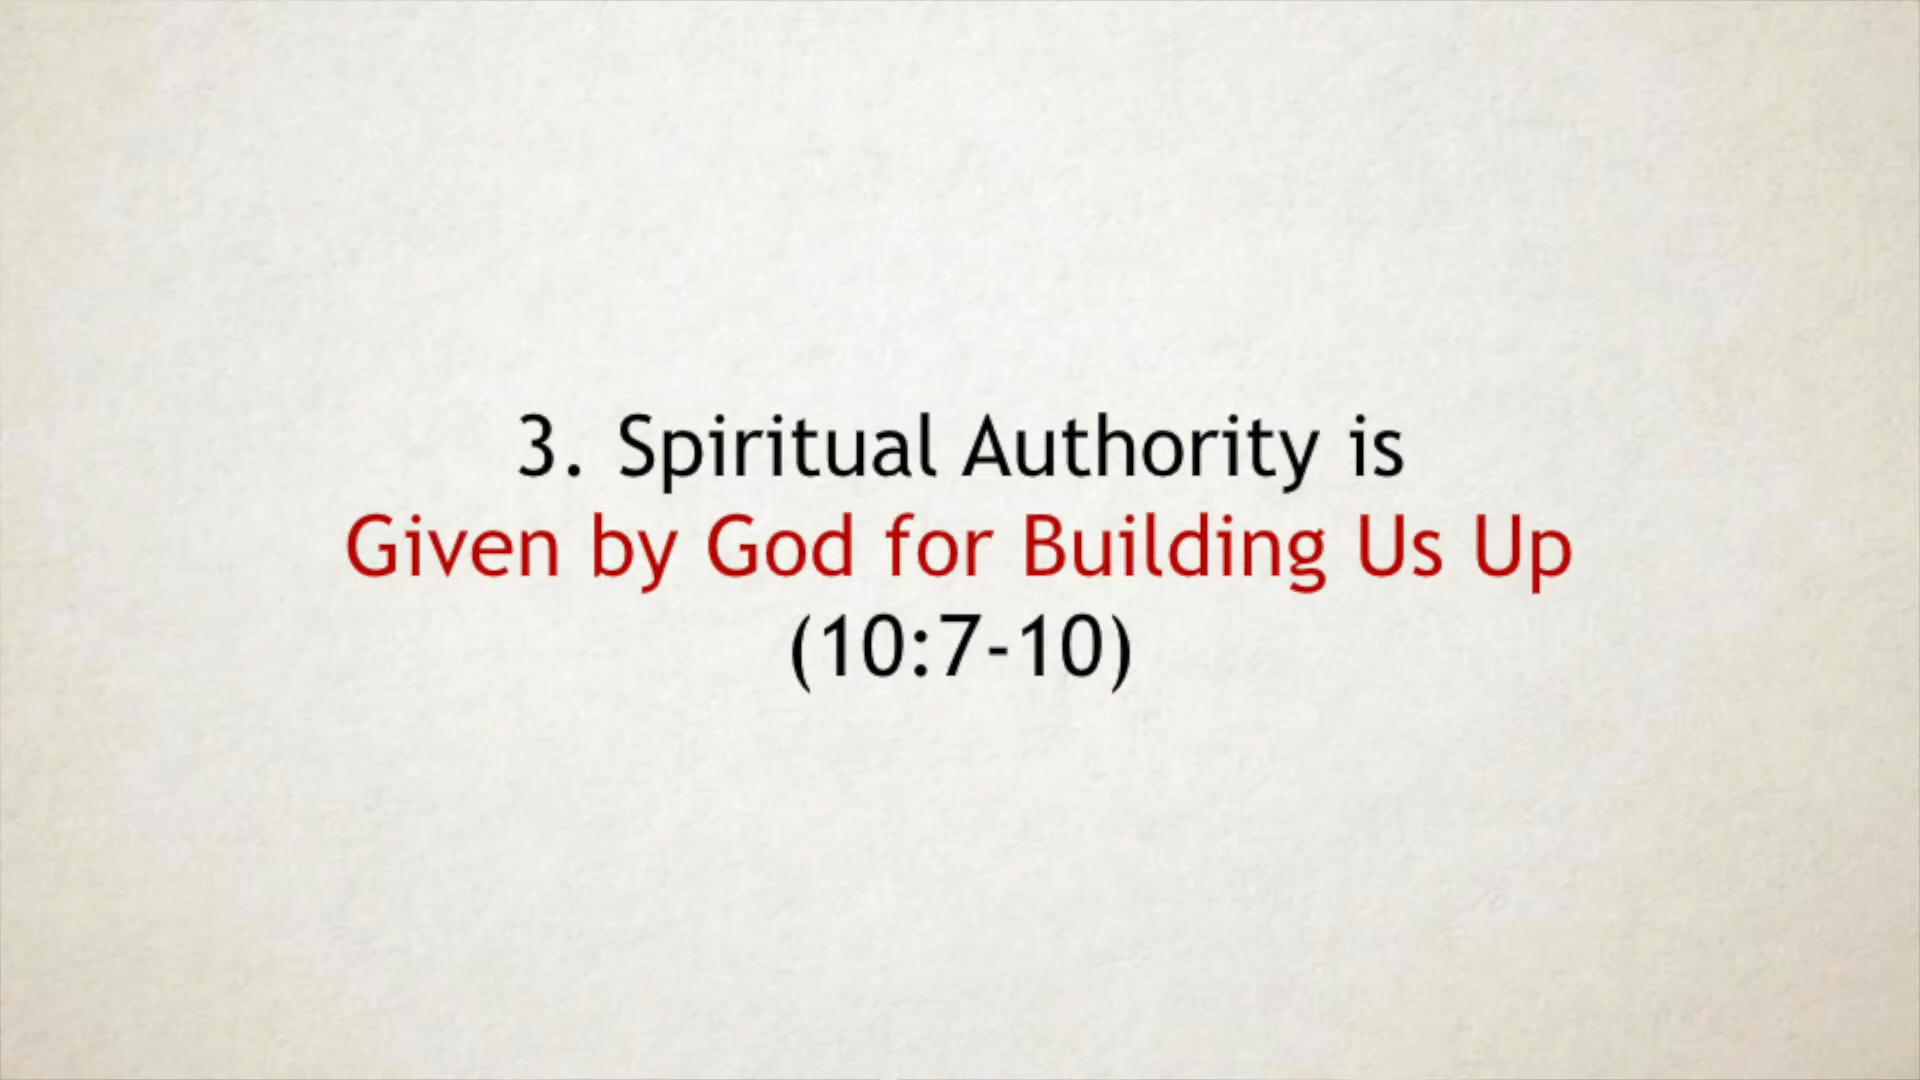 3. Spiritual Authority is
Given by God for Building Us Up
(10:7-10)